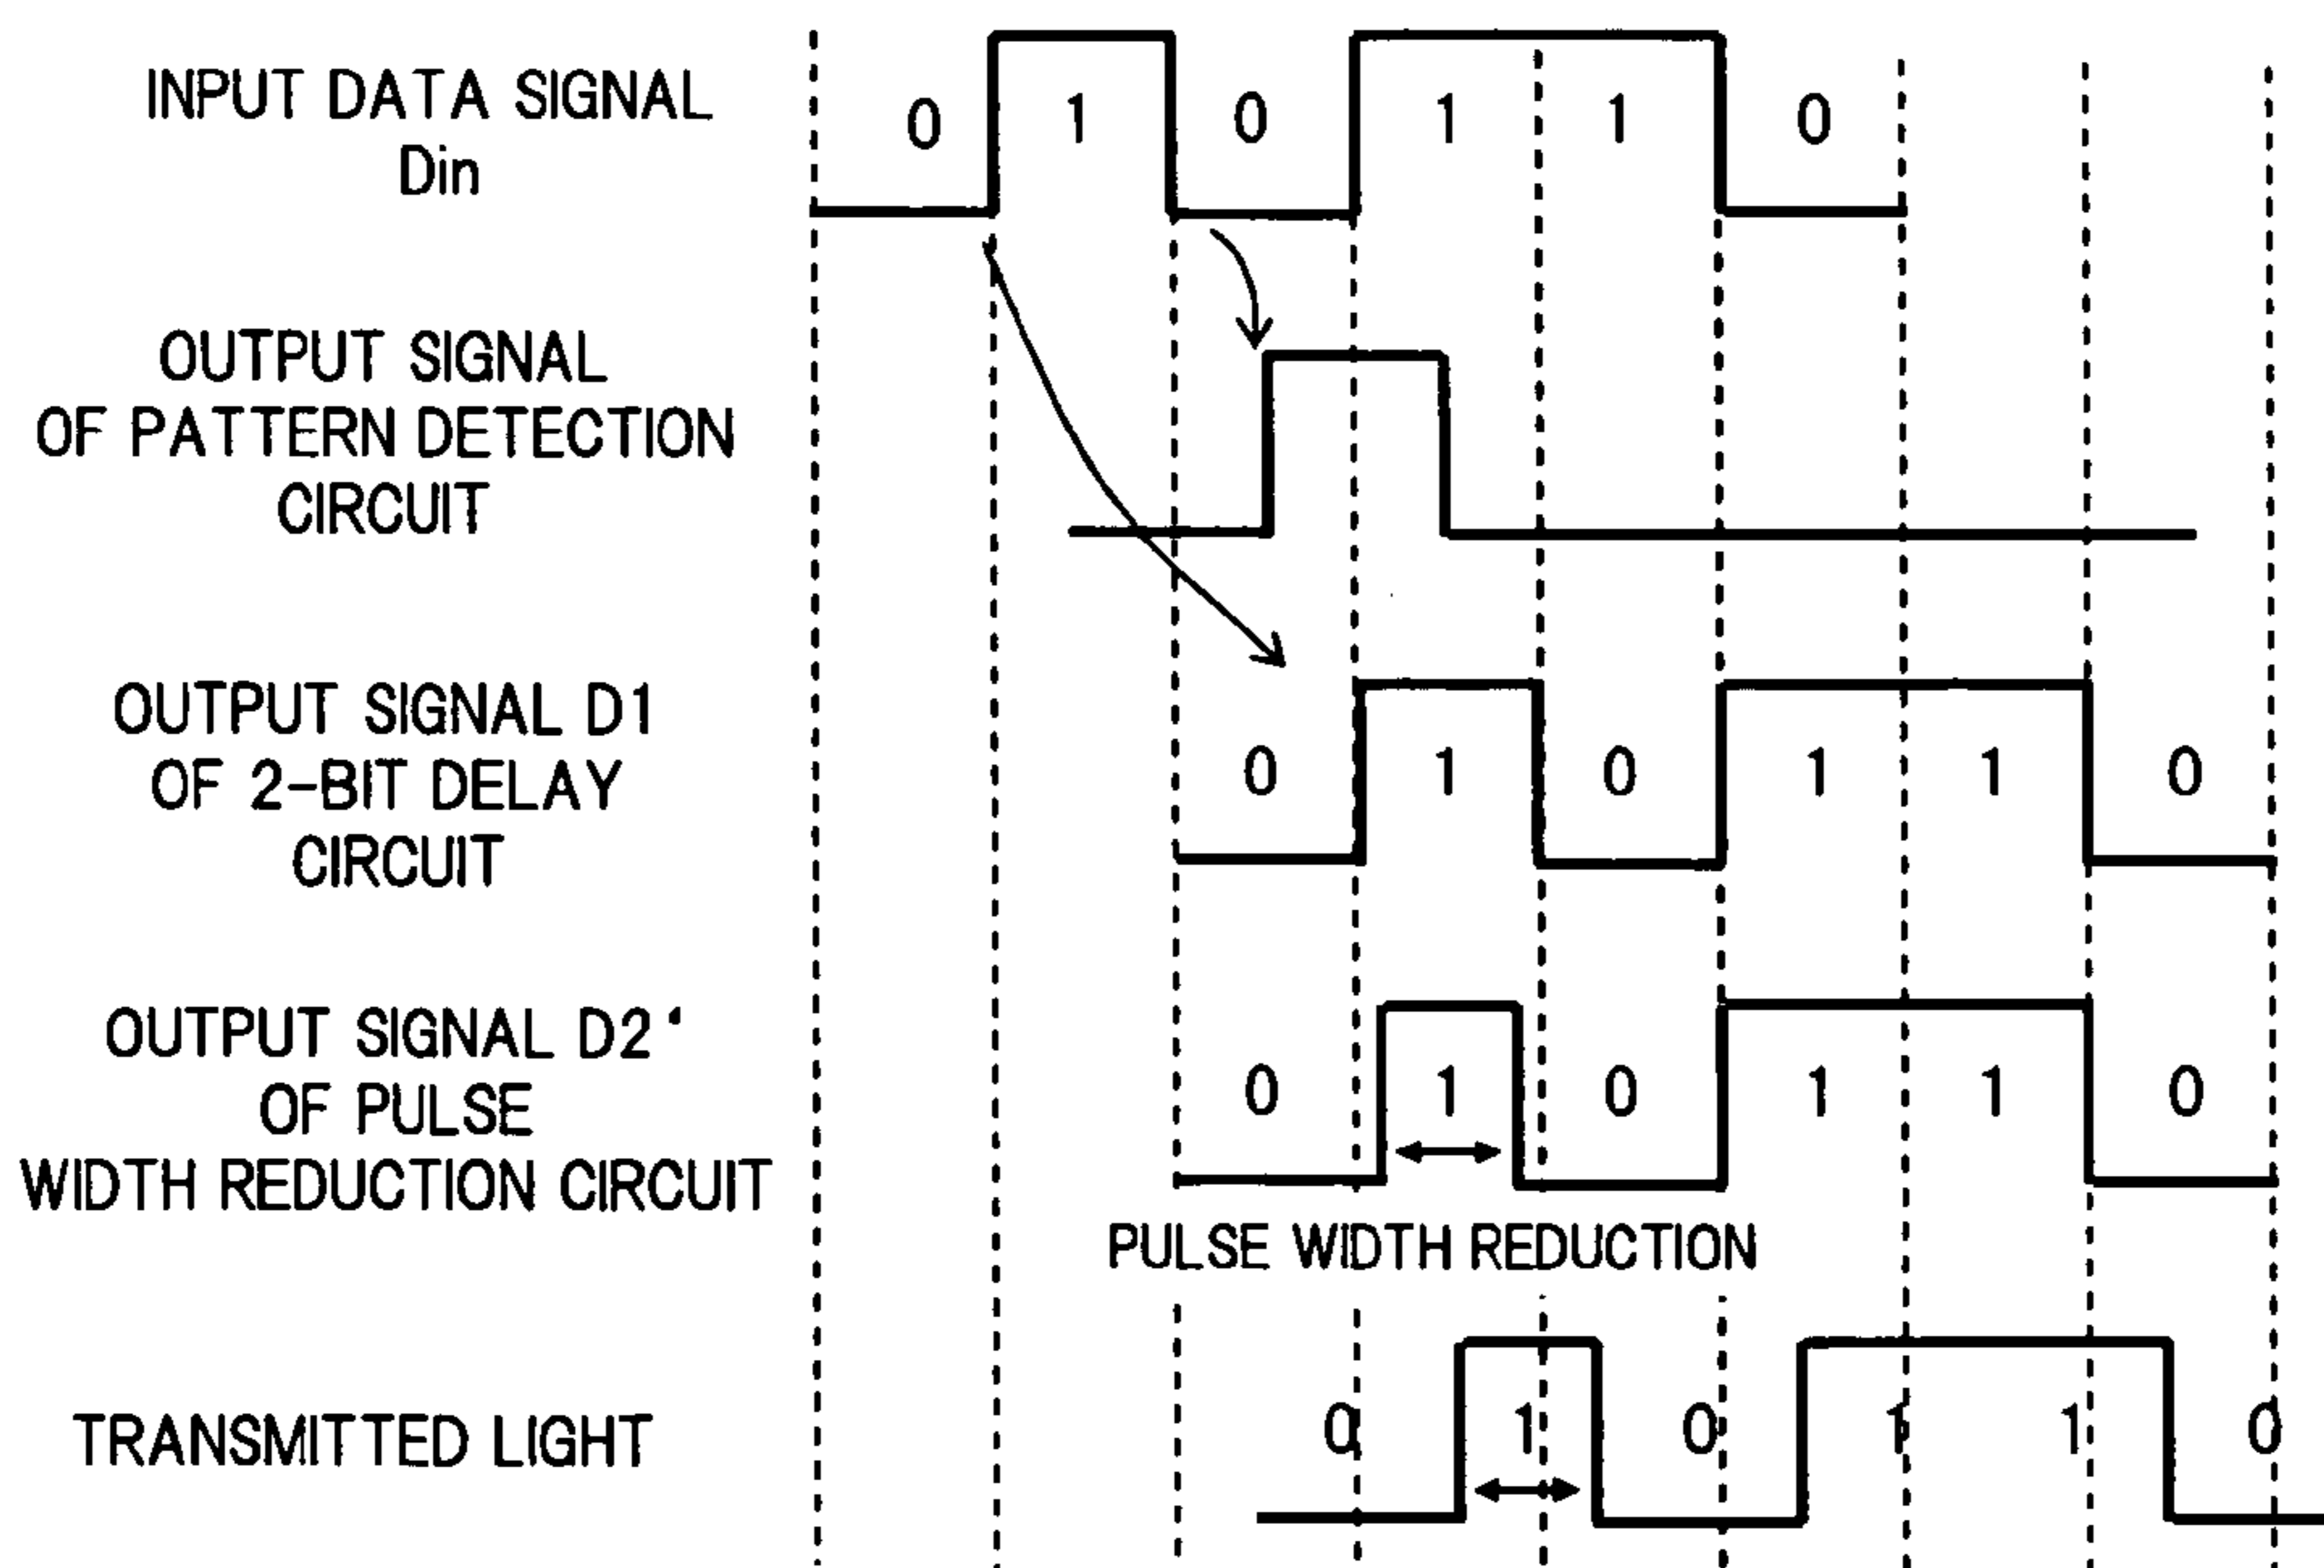 INPUT DATA SIGNAL
Din
0 1 0 1 1 0
OUTPUT SIGNAL
OF PATTERN DETECTION
CIRCUIT
OUTPUT SIGNAL D1
OF 2-BIT DELAY
CIRCUIT
0 1 0 1 1 0
OUTPUT SIGNAL D2'
OF PULSE
WIDTH REDUCTION CIRCUIT
0 1 0 1 1 0
PULSE WIDTH REDUCTION
TRANSMITTED LIGHT
0 1 0 1 1 0